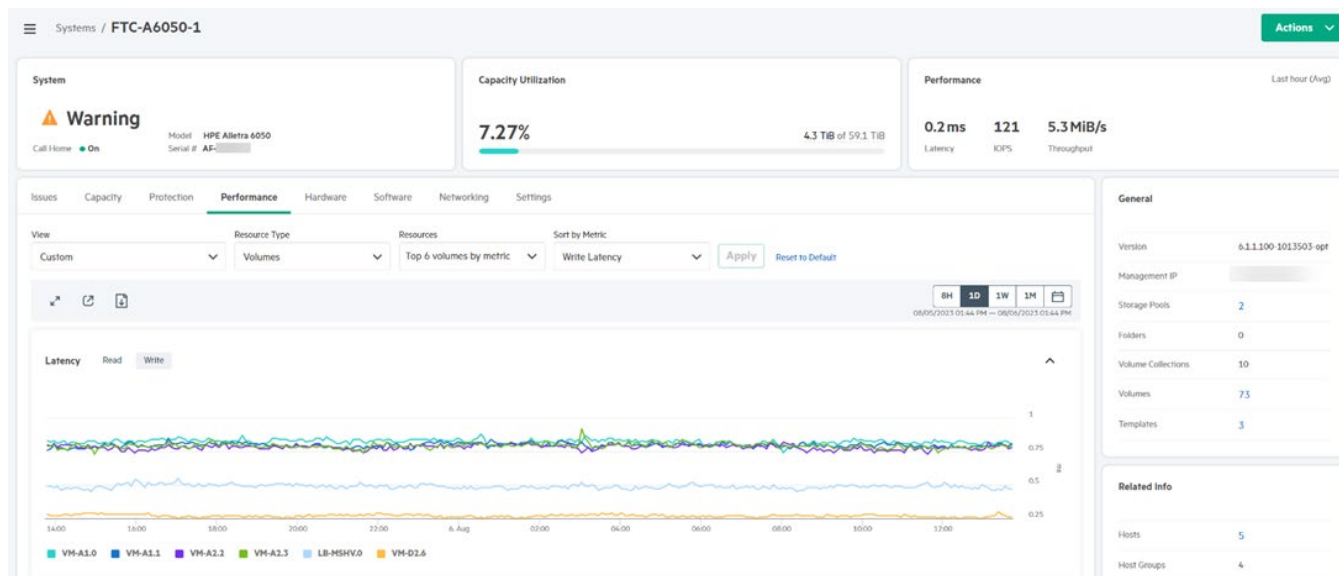 Systems / FTC-A6050-1
Actions
System
Warning
Call Home On
Model HPE Alletra 6050
Serial # AF-
Capacity Utilization
7.27%
4.3 TiB of 59.1 TiB
Performance
Last hour (Avg)
0.2 ms 121 5.3 MiB/s
Latency IOPS Throughput
Issues Capacity Protection Performance Hardware Software Networking Settings
View Resource Type Resources Sort by Metric
Custom Volumes Top 6 volumes by metric Write Latency Apply Reset to Default
8H 1D 1W 1M
08/05/2023 01:44 PM — 08/06/2023 01:44 PM
Latency Read Write
1
0.75
ms
0.5
0.25
14:00 16:00 18:00 20:00 22:00 6. Aug 02:00 04:00 06:00 08:00 10:00 12:00
VM-A1.0 VM-A1.1 VM-A2.2 VM-A2.3 LB-MSHV.0 VM-D2.6
General
Version 6.1.1.100-1013503-opt
Management IP
Storage Pools 2
Folders 0
Volume Collections 10
Volumes 73
Templates 3
Related Info
Hosts 5
Host Groups 4